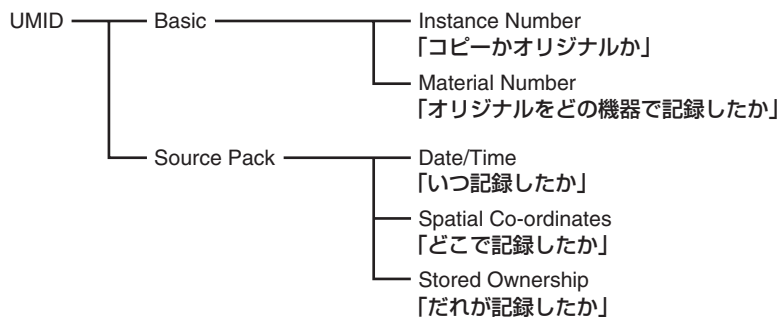 UMID Basic Instance Number
「コピーかオリジナルか」
Material Number
「オリジナルをどの機器で記録したか」
Source Pack Date/Time
「いつ記録したか」
Spatial Co-ordinates
「どこで記録したか」
Stored Ownership
「だれが記録したか」